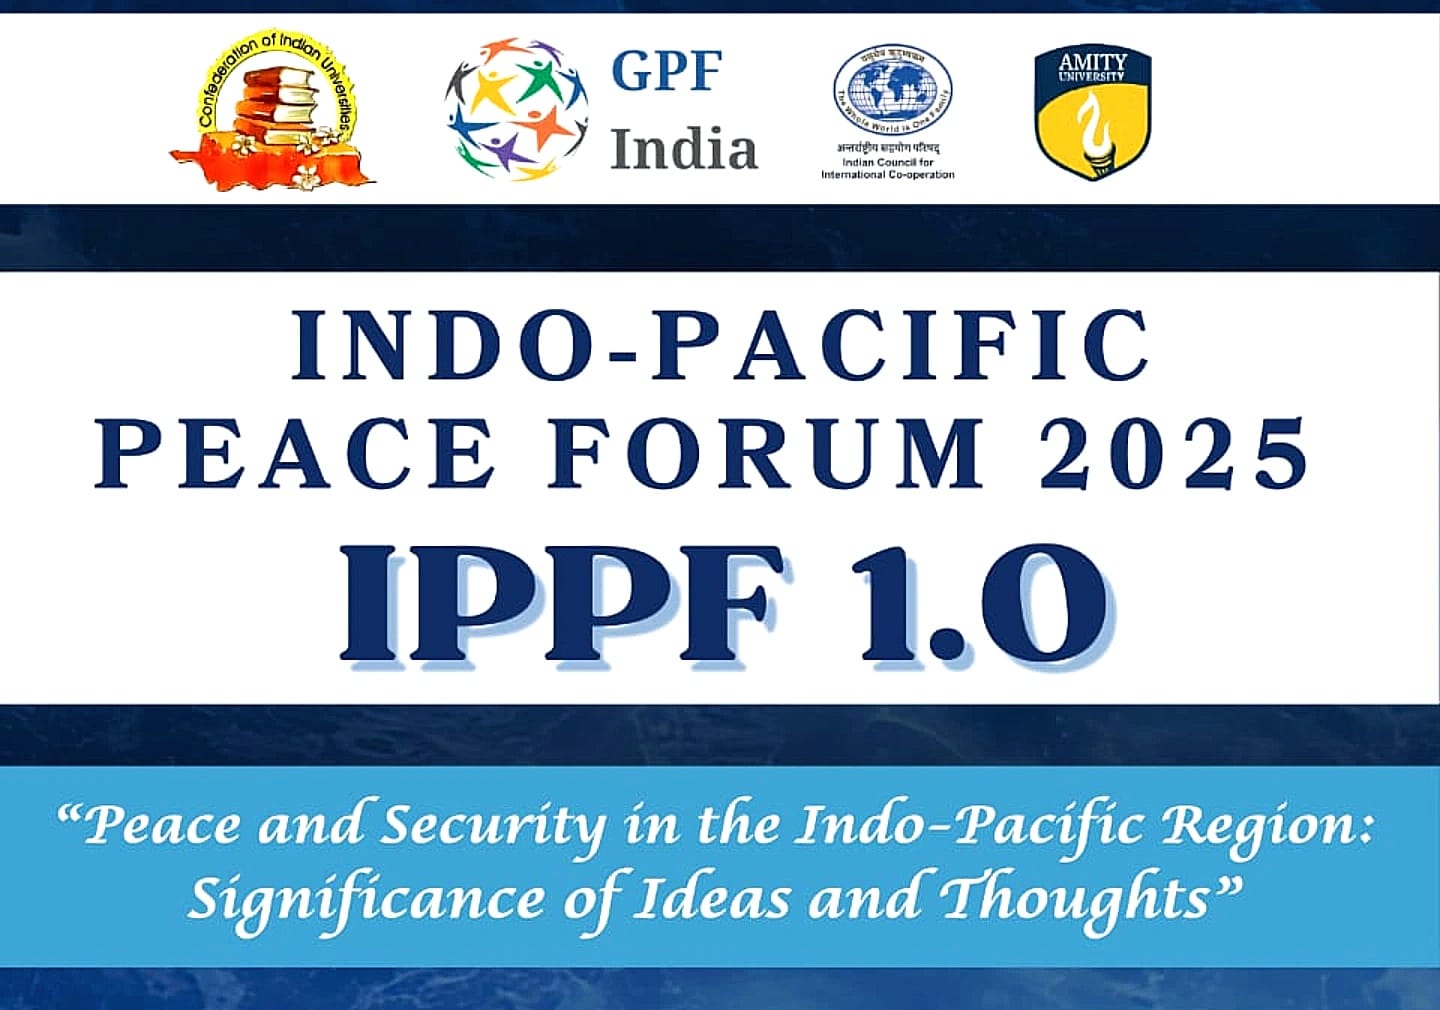 Confederation of Indian Universities
GPF
India
The Whole World is One Family
अन्तर्राष्ट्रीय सहयोग परिषद्
Indian Council for
International Co-operation
AMITY
UNIVERSITY
INDO-PACIFIC
PEACE FORUM 2025
IPPF 1.0
“Peace and Security in the Indo-Pacific Region:
Significance of Ideas and Thoughts”